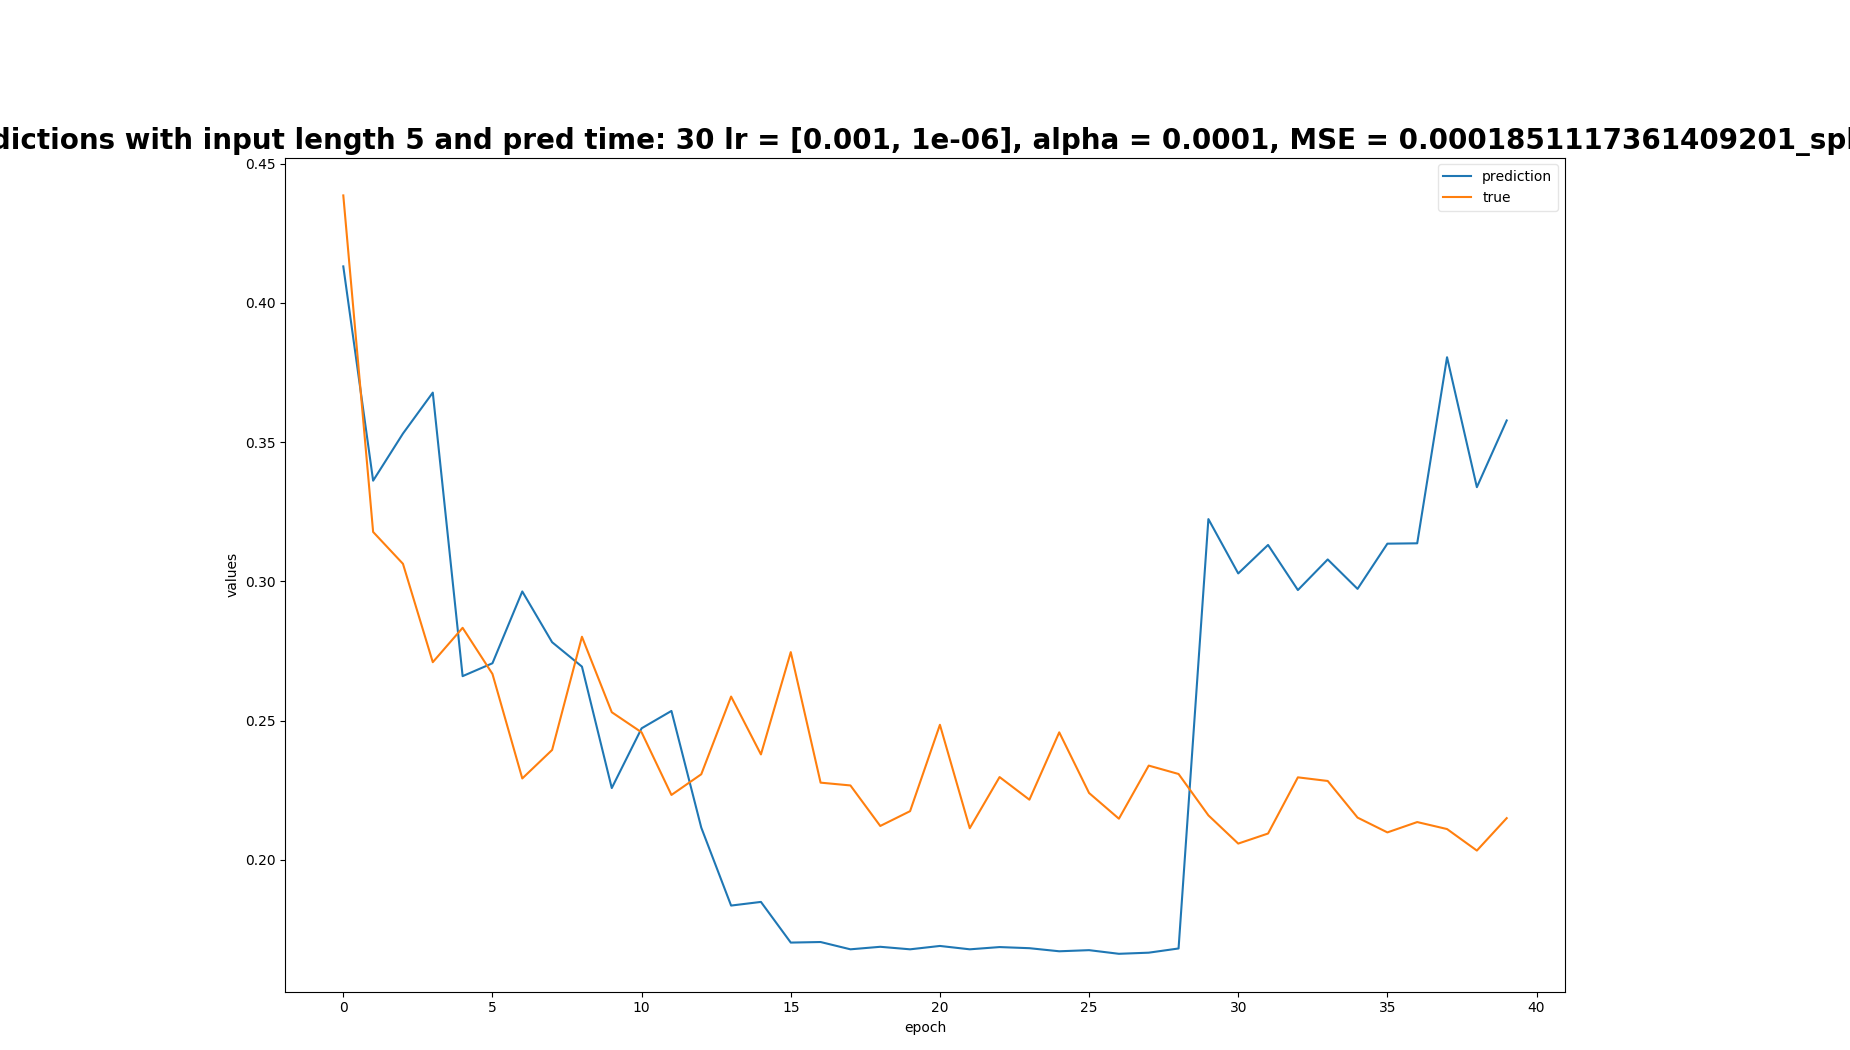 dictions with input length 5 and pred time: 30 lr = [0.001, 1e-06], alpha = 0.0001, MSE = 0.0001851117361409201_spl
prediction
true
0.45
0.40
0.35
0.30
0.25
0.20
values
0 5 10 15 20 25 30 35 40
epoch